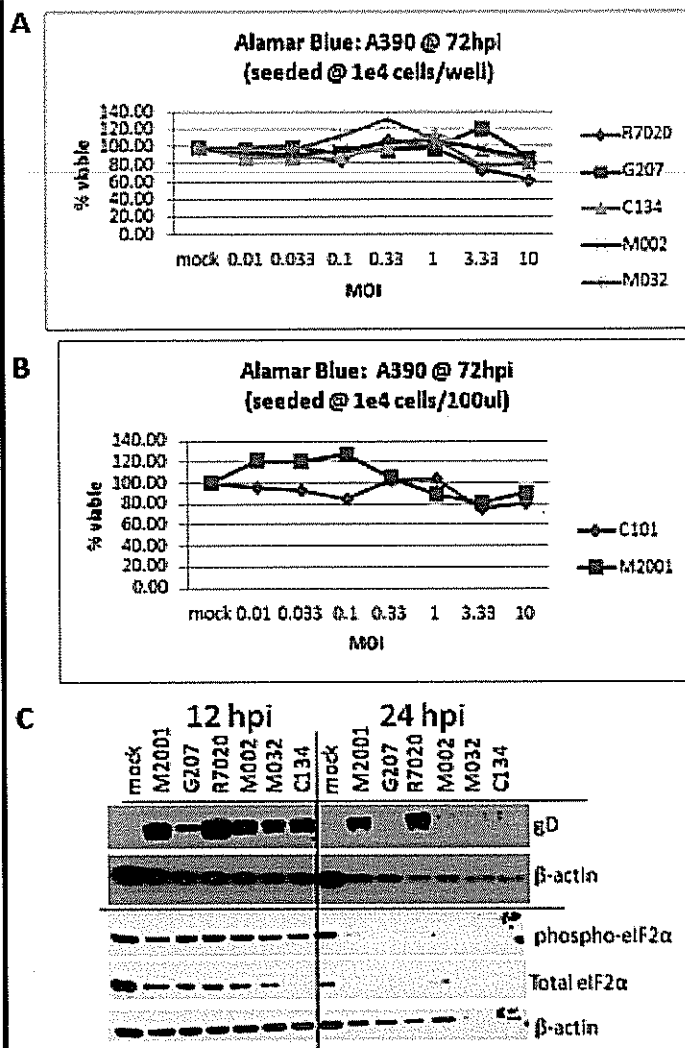 A
Alamar Blue: A390 @ 72hpi
(seeded @ 1e4 cells/well)
140.00
120.00
100.00
80.00
60.00
40.00
20.00
0.00
% viable
mock 0.01 0.033 0.1 0.33 1 3.33 10
MOI
R7020
G207
C134
M002
M032
B
Alamar Blue: A390 @ 72hpi
(seeded @ 1e4 cells/100ul)
140.00
120.00
100.00
80.00
60.00
40.00
20.00
0.00
% viable
mock 0.01 0.033 0.1 0.33 1 3.33 10
MOI
C101
M2001
C
12 hpi 24 hpi
mock M2001 G207 R7020 M002 M032 C134 mock M2001 G207 R7020 M002 M032 C134
gD
β-actin
phospho-eIF2α
Total eIF2α
β-actin